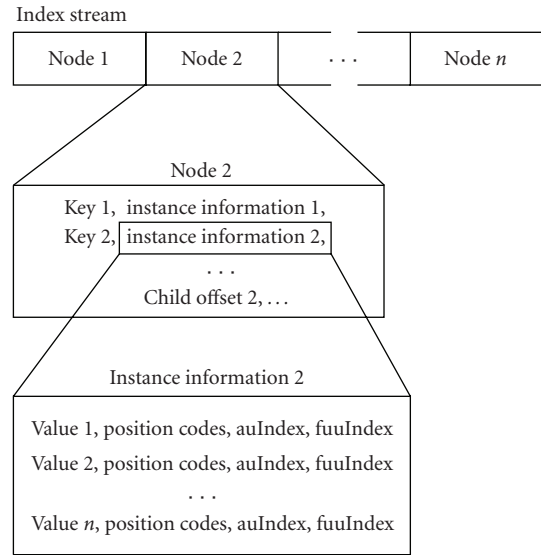 Index stream
Node 1 Node 2 ... Node n
Node 2
Key 1, instance information 1,
Key 2, instance information 2,
...
Child offset 2, ...
Instance information 2
Value 1, position codes, auIndex, fuuIndex
Value 2, position codes, auIndex, fuuIndex
...
Value n, position codes, auIndex, fuuIndex